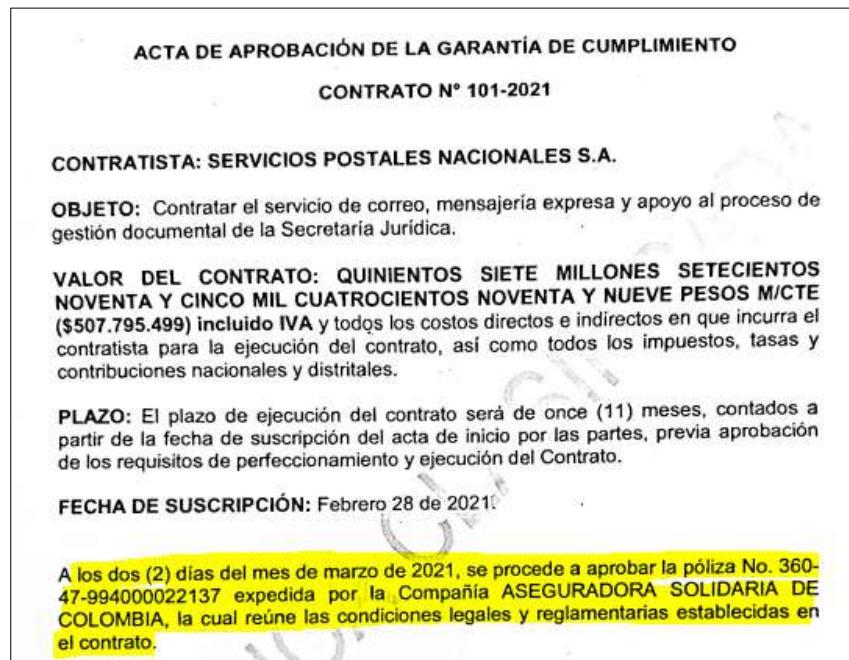 ACTA DE APROBACIÓN DE LA GARANTÍA DE CUMPLIMIENTO
CONTRATO Nº 101-2021
CONTRATISTA: SERVICIOS POSTALES NACIONALES S.A.
OBJETO: Contratar el servicio de correo, mensajería expresa y apoyo al proceso de
gestión documental de la Secretaría Jurídica.
VALOR DEL CONTRATO: QUINIENTOS SIETE MILLONES SETECIENTOS
NOVENTA Y CINCO MIL CUATROCIENTOS NOVENTA Y NUEVE PESOS M/CTE
($507.795.499) incluido IVA y todos los costos directos e indirectos en que incurra el
contratista para la ejecución del contrato, así como todos los impuestos, tasas y
contribuciones nacionales y distritales.
PLAZO: El plazo de ejecución del contrato será de once (11) meses, contados a
partir de la fecha de suscripción del acta de inicio por las partes, previa aprobación
de los requisitos de perfeccionamiento y ejecución del Contrato.
FECHA DE SUSCRIPCIÓN: Febrero 28 de 2021.
A los dos (2) días del mes de marzo de 2021, se procede a aprobar la póliza No. 360-
47-994000022137 expedida por la Compañía ASEGURADORA SOLIDARIA DE
COLOMBIA, la cual reúne las condiciones legales y reglamentarias establecidas en
el contrato.